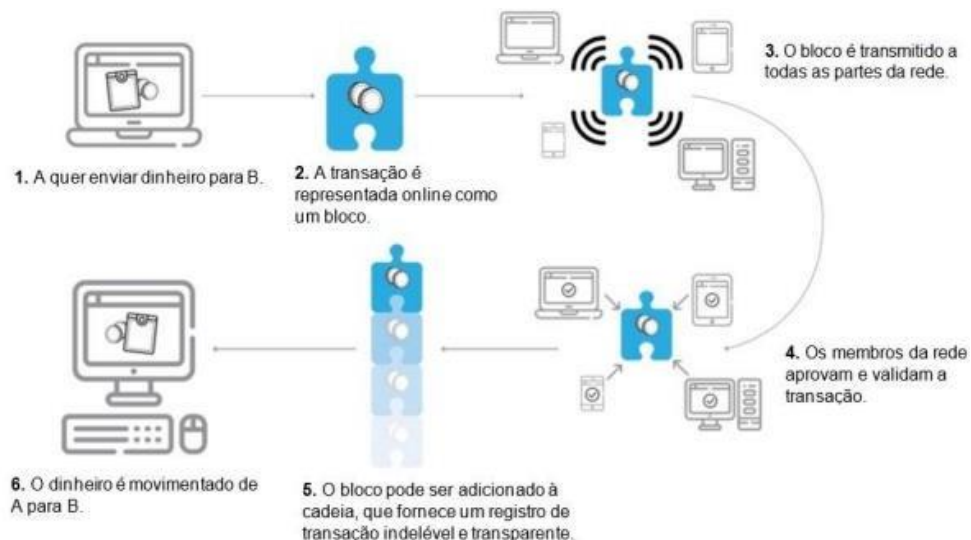 1. A quer enviar dinheiro para B.
2. A transação é
representada online como
um bloco.
3. O bloco é transmitido a
todas as partes da rede.
4. Os membros da rede
aprovam e validam a
transação.
5. O bloco pode ser adicionado à
cadeia, que fornece um registro de
transação indelével e transparente.
6. O dinheiro é movimentado de
A para B.